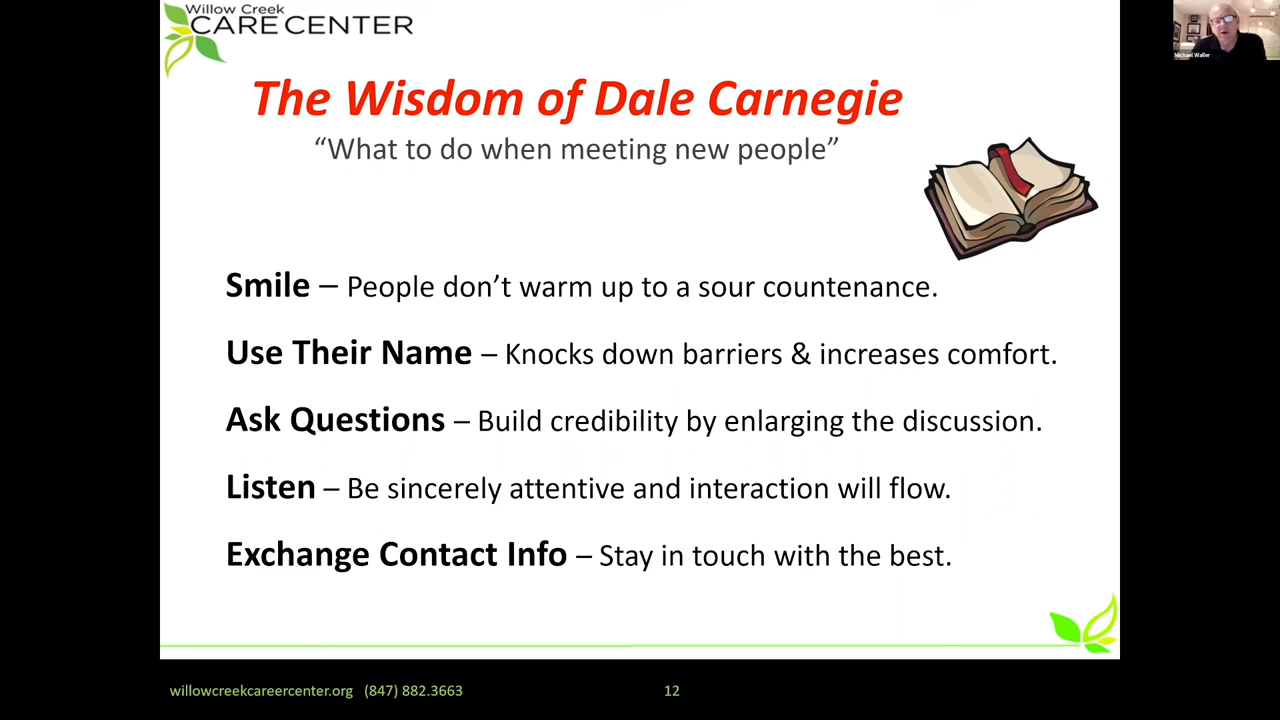 Willow Creek
CARE CENTER
Michael Waller
The Wisdom of Dale Carnegie
“What to do when meeting new people”
Smile – People don’t warm up to a sour countenance.
Use Their Name – Knocks down barriers & increases comfort.
Ask Questions – Build credibility by enlarging the discussion.
Listen – Be sincerely attentive and interaction will flow.
Exchange Contact Info – Stay in touch with the best.
willowcreekcareercenter.org (847) 882.3663
12